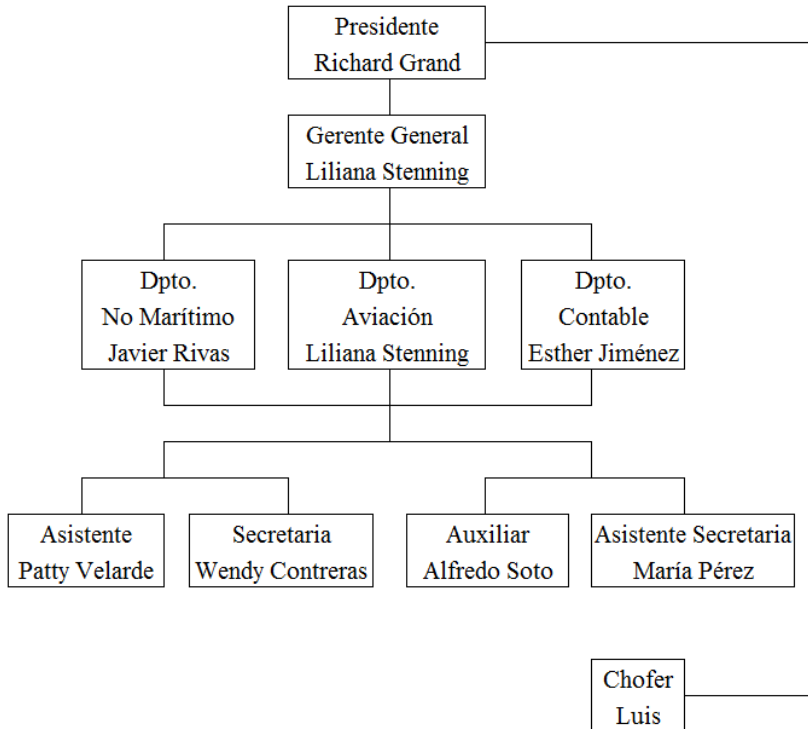 Presidente
Richard Grand
Gerente General
Liliana Stenning
Dpto.
No Marítimo
Javier Rivas
Dpto.
Aviación
Liliana Stenning
Dpto.
Contable
Esther Jiménez
Asistente
Patty Velarde
Secretaria
Wendy Contreras
Auxiliar
Alfredo Soto
Asistente Secretaria
María Pérez
Chofer
Luis